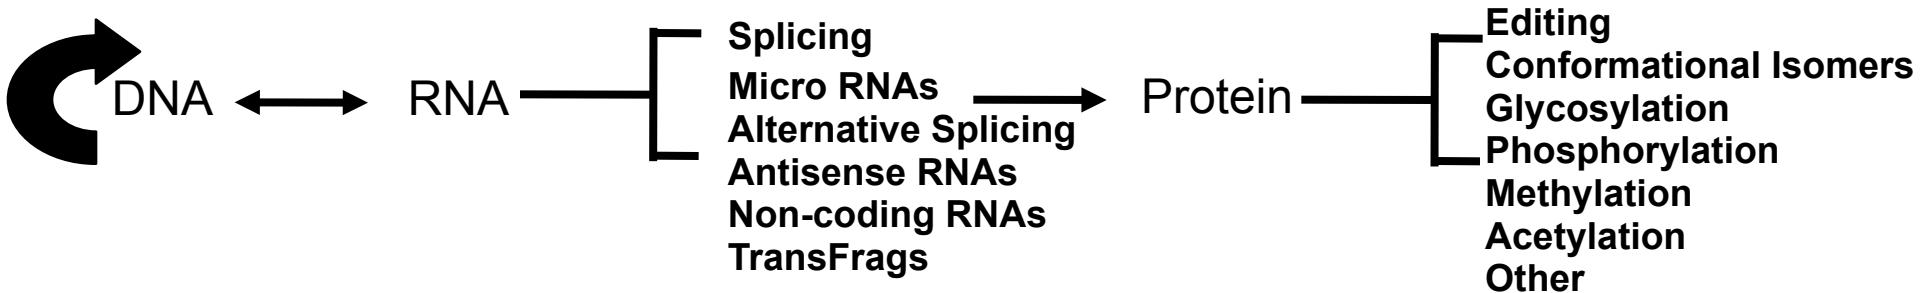 DNA
RNA
Splicing
Micro RNAs
Alternative Splicing
Antisense RNAs
Non-coding RNAs
TransFrags
Protein
Editing
Conformational Isomers
Glycosylation
Phosphorylation
Methylation
Acetylation
Other